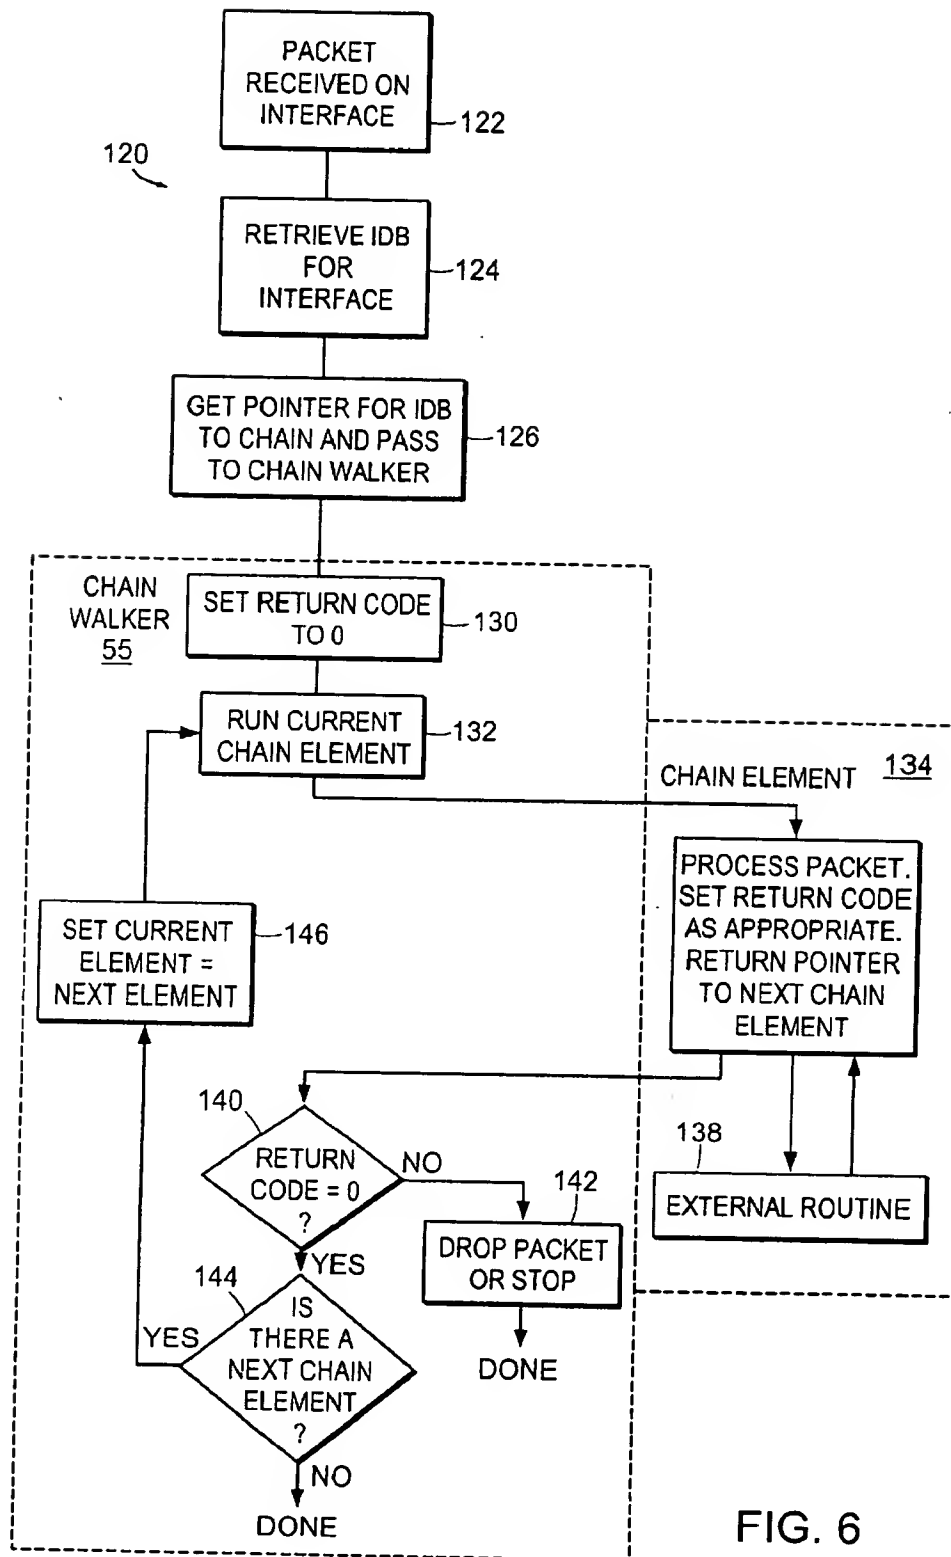 PACKET
RECEIVED ON
INTERFACE
122
120
RETRIEVE IDB
FOR
INTERFACE
124
GET POINTER FOR IDB
TO CHAIN AND PASS
TO CHAIN WALKER
126
CHAIN
WALKER
55
SET RETURN CODE
TO 0
130
RUN CURRENT
CHAIN ELEMENT
132
CHAIN ELEMENT
134
PROCESS PACKET.
SET RETURN CODE
AS APPROPRIATE.
RETURN POINTER
TO NEXT CHAIN
ELEMENT
SET CURRENT
ELEMENT =
NEXT ELEMENT
146
140
RETURN
CODE = 0
?
NO
YES
142
DROP PACKET
OR STOP
DONE
138
EXTERNAL ROUTINE
144
IS
THERE A
NEXT CHAIN
ELEMENT
?
YES
NO
DONE
FIG. 6